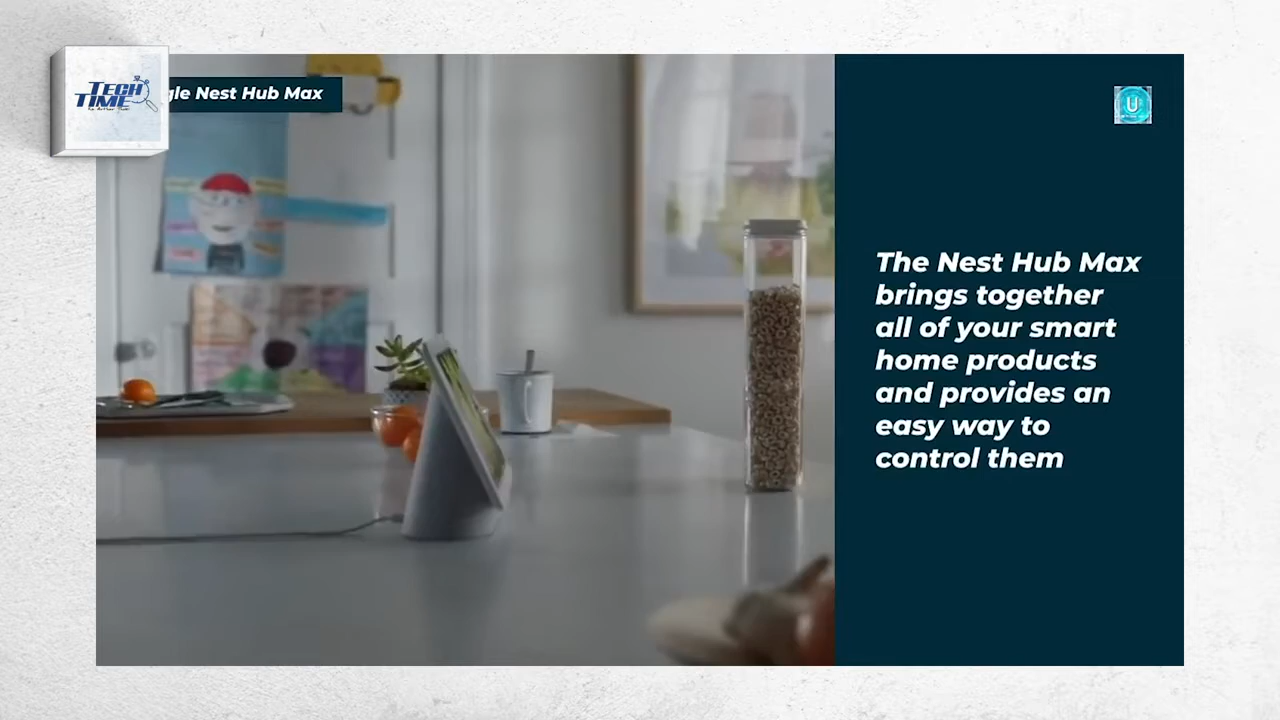 TECH
TIME
gle Nest Hub Max
U
The Nest Hub Max
brings together
all of your smart
home products
and provides an
easy way to
control them